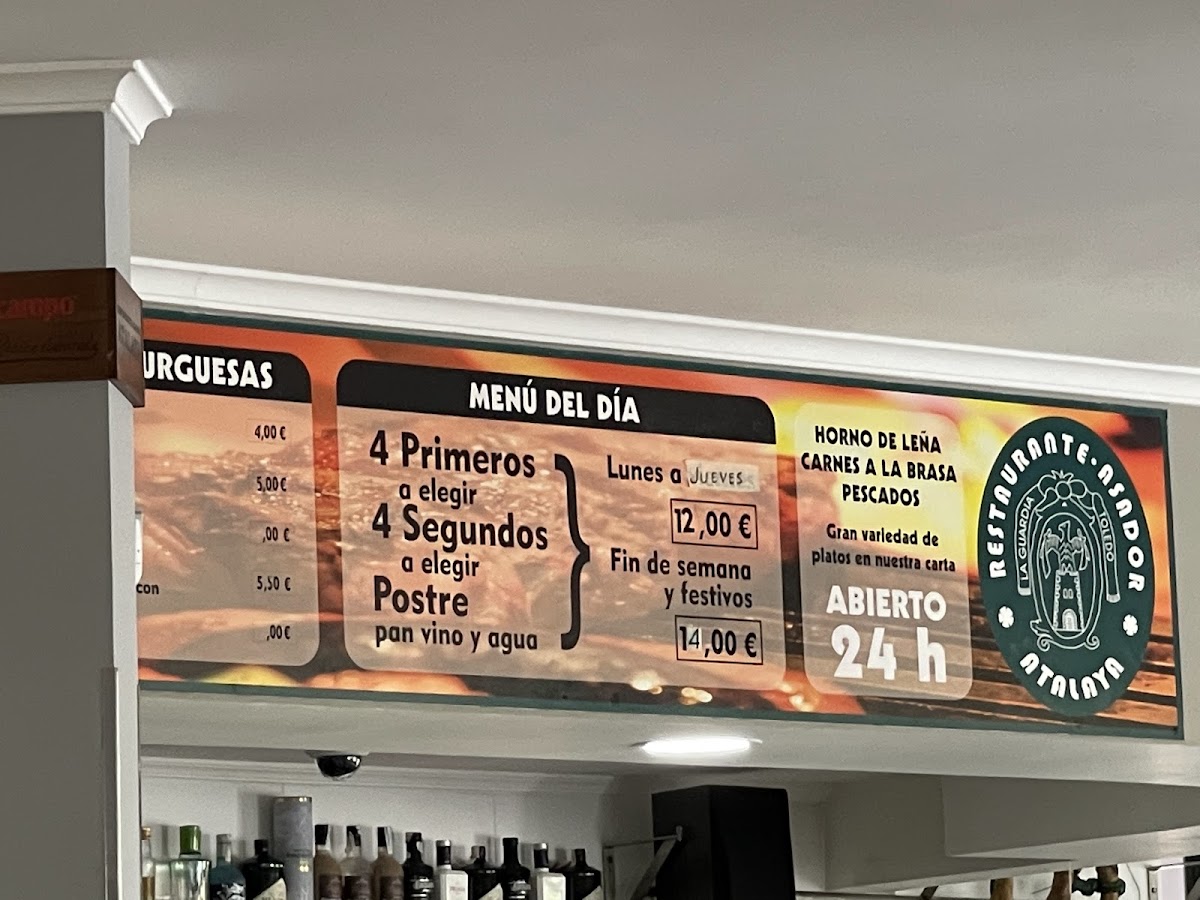 campo
URGUESAS
4,00 €
5,00 €
,00 €
con
5,50 €
,00 €
MENÚ DEL DÍA
4 Primeros
a elegir
4 Segundos
a elegir
Postre
pan vino y agua
Lunes a JUEVES
12,00 €
Fin de semana
y festivos
14,00 €
HORNO DE LEÑA
CARNES A LA BRASA
PESCADOS
Gran variedad de
platos en nuestra carta
ABIERTO
24 h
RESTAURANTE·ASADOR
LA GUARDIA
TOLEDO
ATALAYA